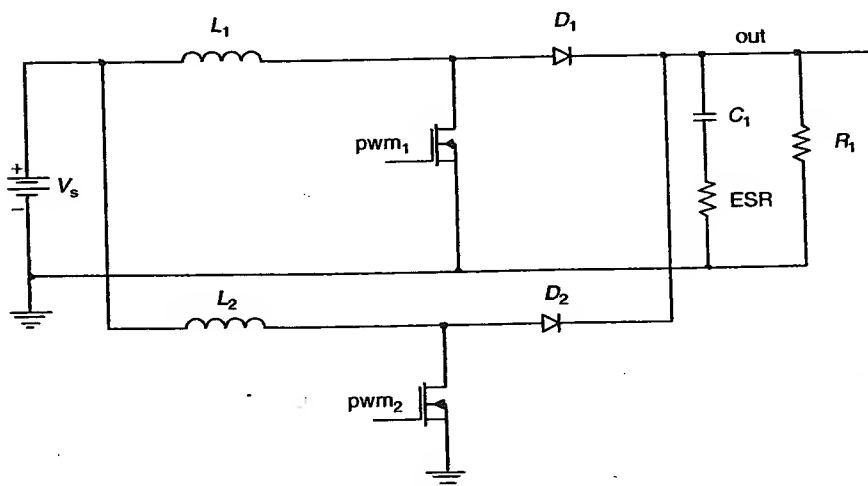 L₁
D₁
out
C₁
R₁
pwm₁
+
Vₛ
−
ESR
L₂
D₂
pwm₂